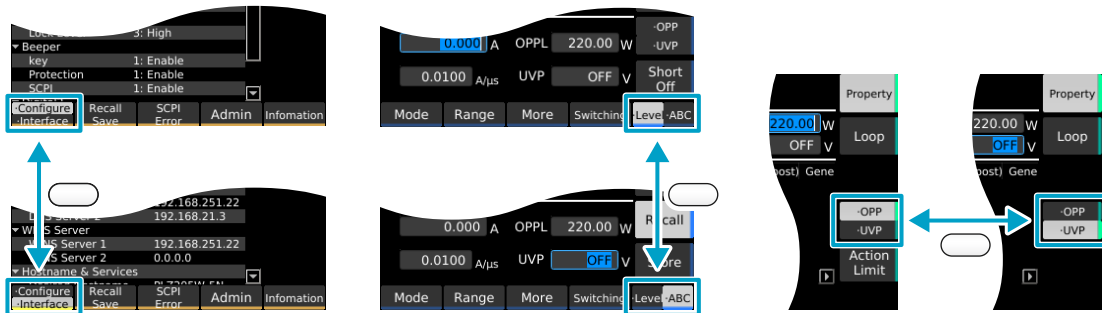 3: High
Beeper
key 1: Enable
Protection 1: Enable
SCPI 1: Enable
·Configure
·Interface
Recall
Save
SCPI
Error
Admin
Infomation
192.168.251.22
192.168.21.3
Server 1 192.168.251.22
Server 2 0.0.0.0
Hostname & Services
·Configure
·Interface
Recall
Save
SCPI
Error
Admin
Infomation
0.000 A OPPL 220.00 W
·OPP
·UVP
0.0100 A/µs UVP OFF V
Short
Off
Mode Range More Switching ·Level ·ABC
0.000 A OPPL 220.00 W
0.0100 A/µs UVP OFF V
Mode Range More Switching ·Level ·ABC
Property
220.00 W
OFF V
Loop
Gene
·OPP
·UVP
Action
Limit
Property
220.00 W
OFF V
Loop
Gene
·OPP
·UVP